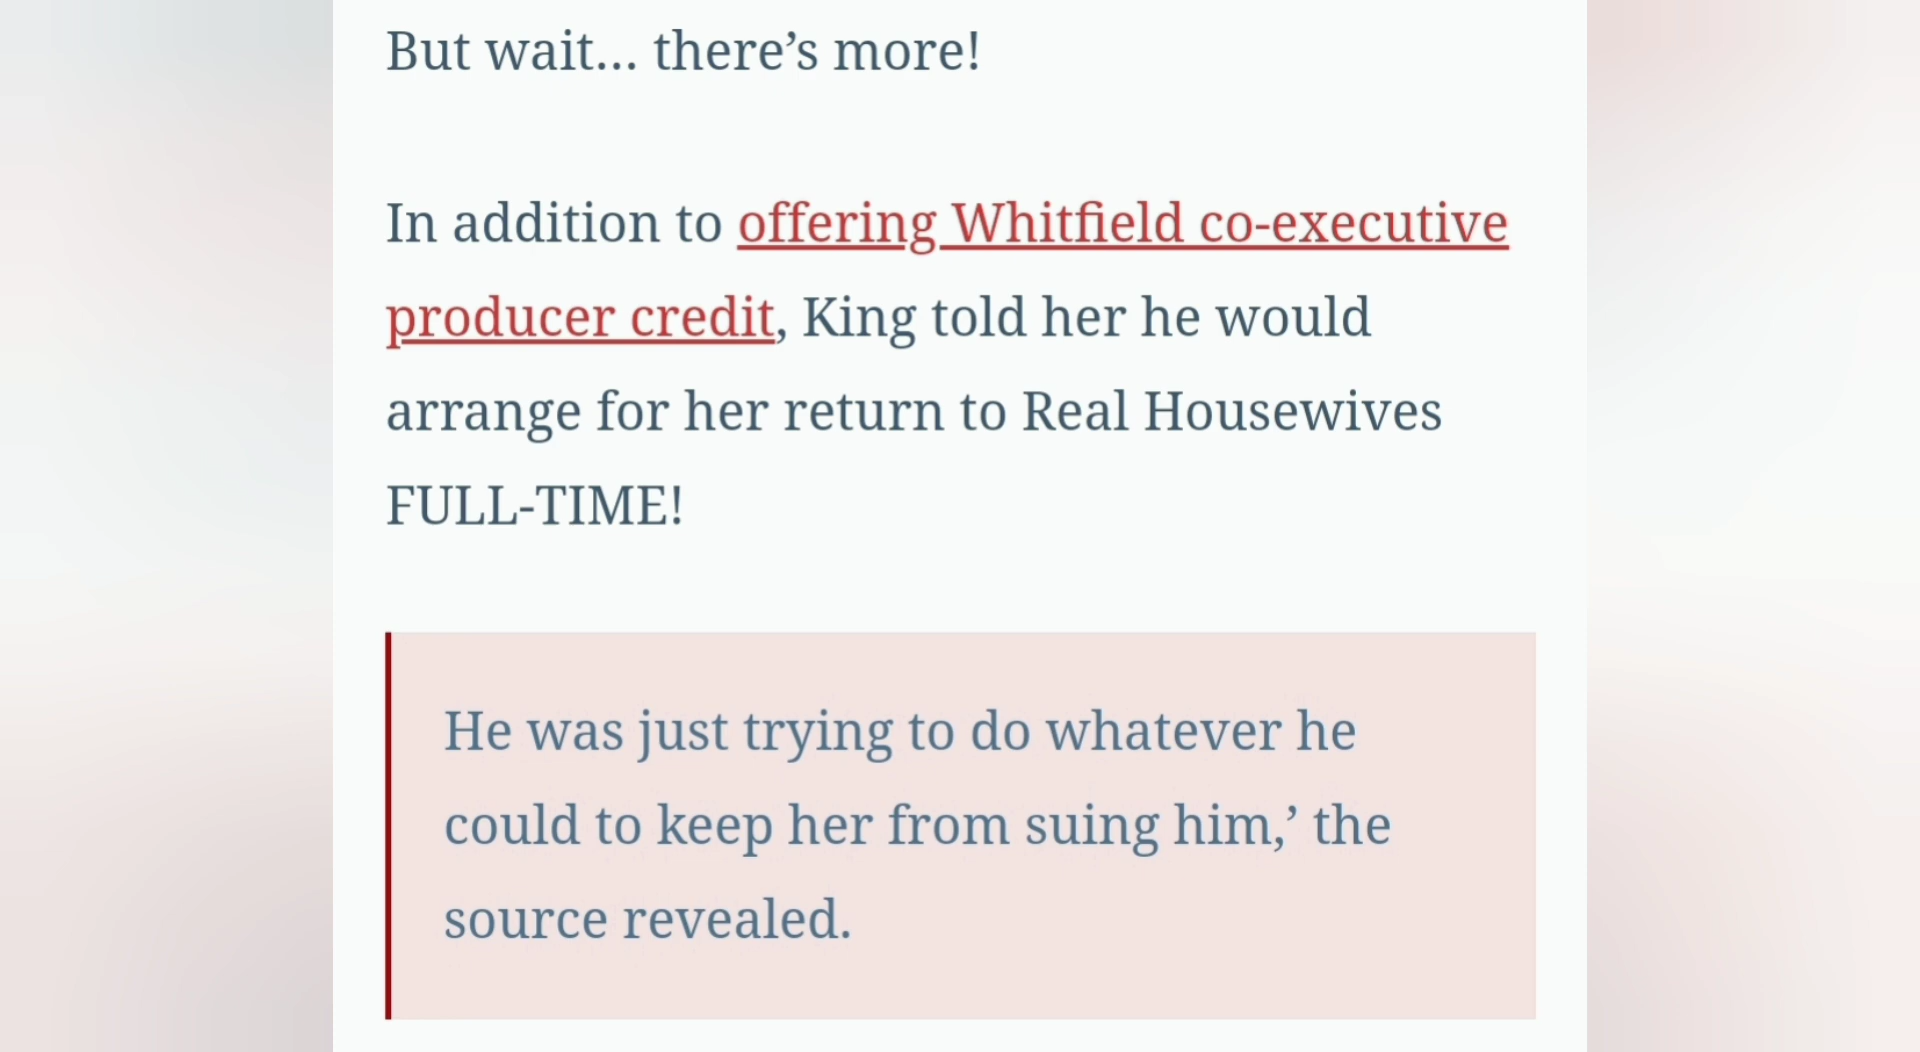 But wait… there’s more!
In addition to offering Whitfield co-executive
producer credit, King told her he would
arrange for her return to Real Housewives
FULL-TIME!
He was just trying to do whatever he
could to keep her from suing him,’ the
source revealed.